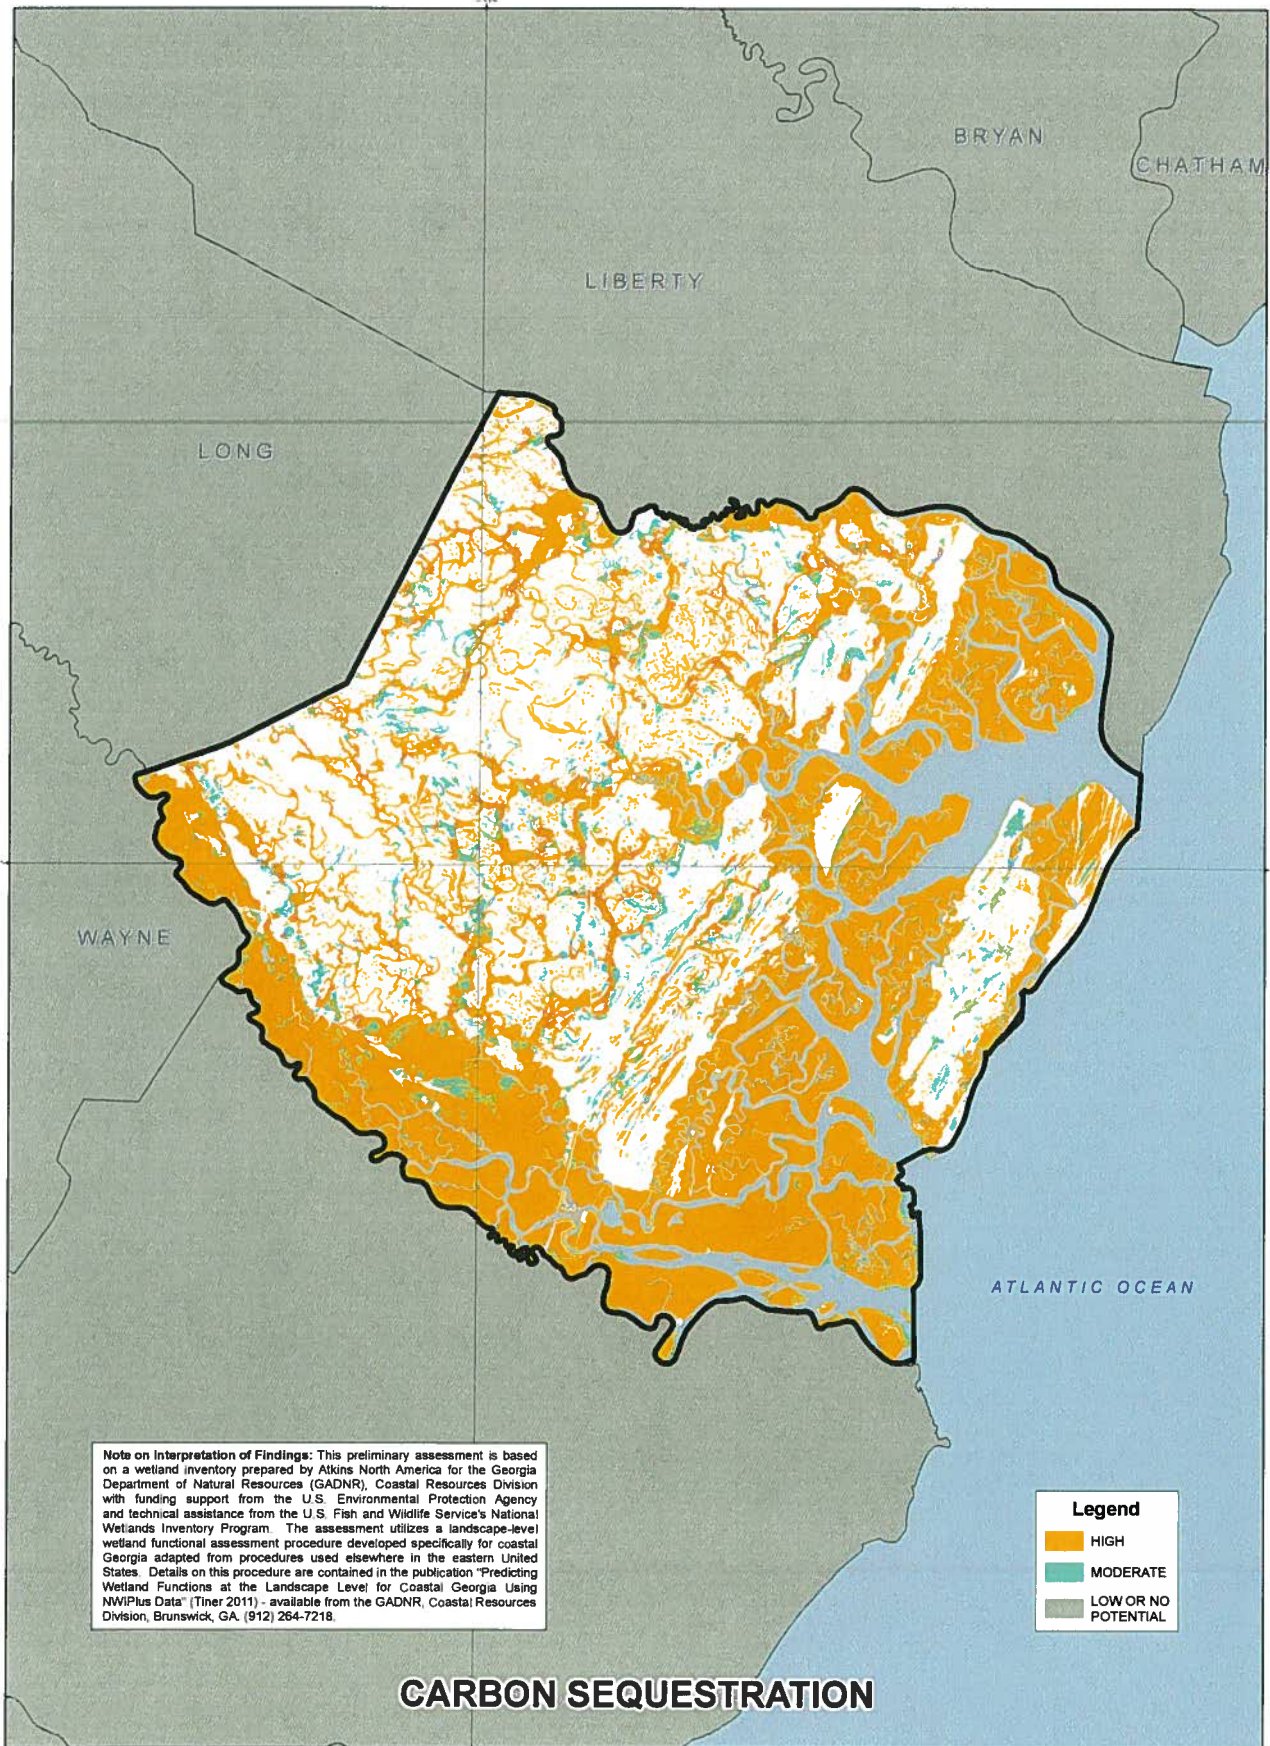 BRYAN
CHATHAM
LIBERTY
LONG
WAYNE
ATLANTIC OCEAN
Note on Interpretation of Findings: This preliminary assessment is based
on a wetland inventory prepared by Atkins North America for the Georgia
Department of Natural Resources (GADNR), Coastal Resources Division
with funding support from the U.S. Environmental Protection Agency
and technical assistance from the U.S. Fish and Wildlife Service's National
Wetlands Inventory Program. The assessment utilizes a landscape-level
wetland functional assessment procedure developed specifically for coastal
Georgia adapted from procedures used elsewhere in the eastern United
States. Details on this procedure are contained in the publication "Predicting
Wetland Functions at the Landscape Level for Coastal Georgia Using
NWIPlus Data" (Tiner 2011) - available from the GADNR, Coastal Resources
Division, Brunswick, GA. (912) 264-7218.
Legend
HIGH
MODERATE
LOW OR NO
POTENTIAL
CARBON SEQUESTRATION